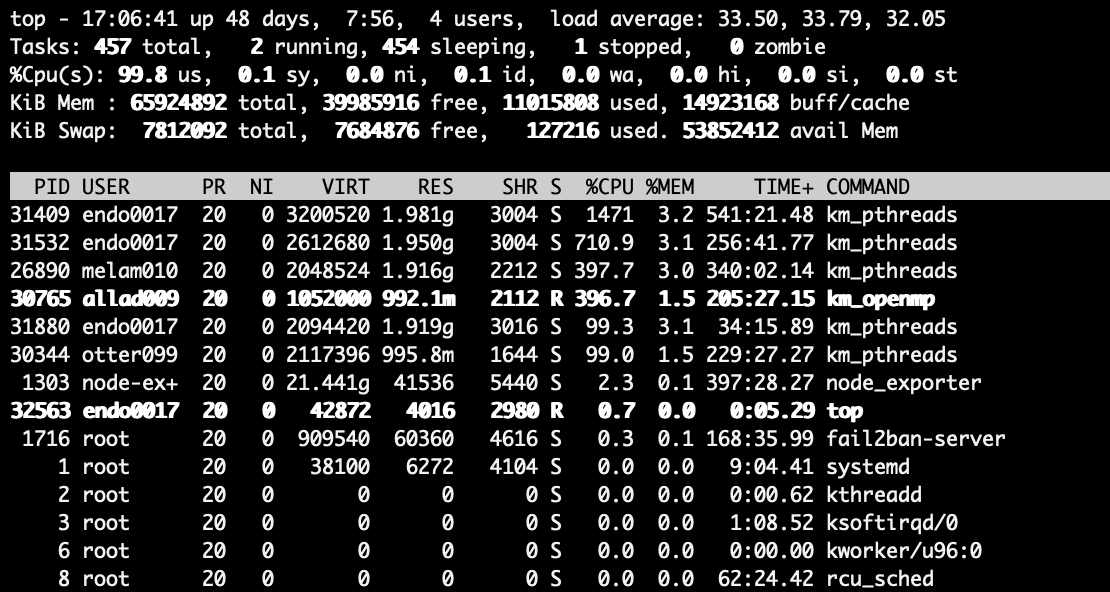 top - 17:06:41 up 48 days,  7:56,  4 users,  load average: 33.50, 33.79, 32.05
Tasks: 457 total,   2 running, 454 sleeping,   1 stopped,   0 zombie
%Cpu(s): 99.8 us,  0.1 sy,  0.0 ni,  0.1 id,  0.0 wa,  0.0 hi,  0.0 si,  0.0 st
KiB Mem : 65924892 total, 39985916 free, 11015808 used, 14923168 buff/cache
KiB Swap:  7812092 total,  7684876 free,   127216 used. 53852412 avail Mem
  PID USER      PR  NI    VIRT    RES    SHR S  %CPU %MEM     TIME+ COMMAND
31409 endo0017  20   0 3200520 1.981g   3004 S  1471  3.2 541:21.48 km_pthreads
31532 endo0017  20   0 2612680 1.950g   3004 S 710.9  3.1 256:41.77 km_pthreads
26890 melam010  20   0 2048524 1.916g   2212 S 397.7  3.0 340:02.14 km_pthreads
30765 allad009  20   0 1052000 992.1m   2112 R 396.7  1.5 205:27.15 km_openmp
31880 endo0017  20   0 2094420 1.919g   3016 S  99.3  3.1  34:15.89 km_pthreads
30344 otter099  20   0 2117396 995.8m   1644 S  99.0  1.5 229:27.27 km_pthreads
 1303 node-ex+  20   0 21.441g  41536   5440 S   2.3  0.1 397:28.27 node_exporter
32563 endo0017  20   0   42872   4016   2980 R   0.7  0.0   0:05.29 top
 1716 root      20   0  909540  60360   4616 S   0.3  0.1 168:35.99 fail2ban-server
    1 root      20   0   38100   6272   4104 S   0.0  0.0   9:04.41 systemd
    2 root      20   0       0      0      0 S   0.0  0.0   0:00.62 kthreadd
    3 root      20   0       0      0      0 S   0.0  0.0   1:08.52 ksoftirqd/0
    6 root      20   0       0      0      0 S   0.0  0.0   0:00.00 kworker/u96:0
    8 root      20   0       0      0      0 S   0.0  0.0  62:24.42 rcu_sched